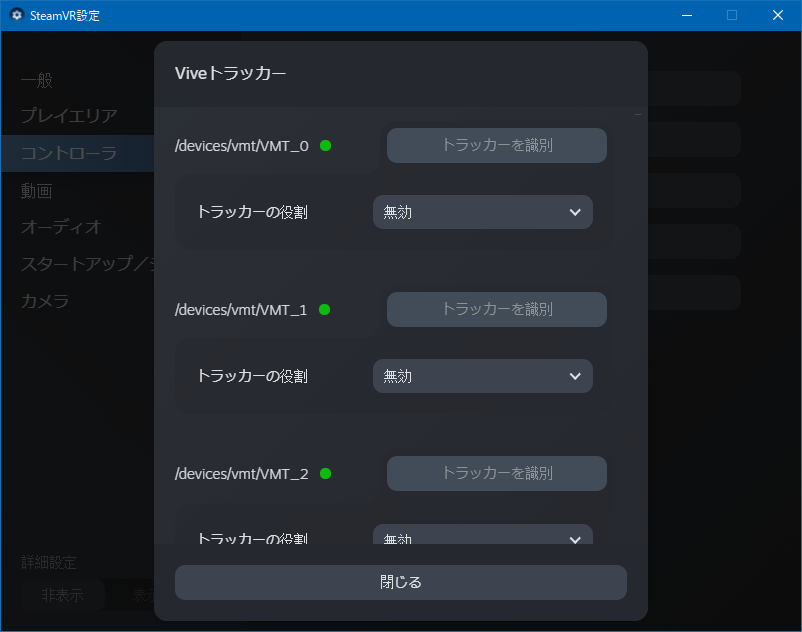 SteamVR設定
一般
プレイエリア
コントローラ
動画
オーディオ
スタートアップ／
カメラ
詳細設定
非表示
Viveトラッカー
/devices/vmt/VMT_0
トラッカーを識別
トラッカーの役割
無効
/devices/vmt/VMT_1
トラッカーを識別
トラッカーの役割
無効
/devices/vmt/VMT_2
トラッカーを識別
トラッカーの役割
無効
閉じる